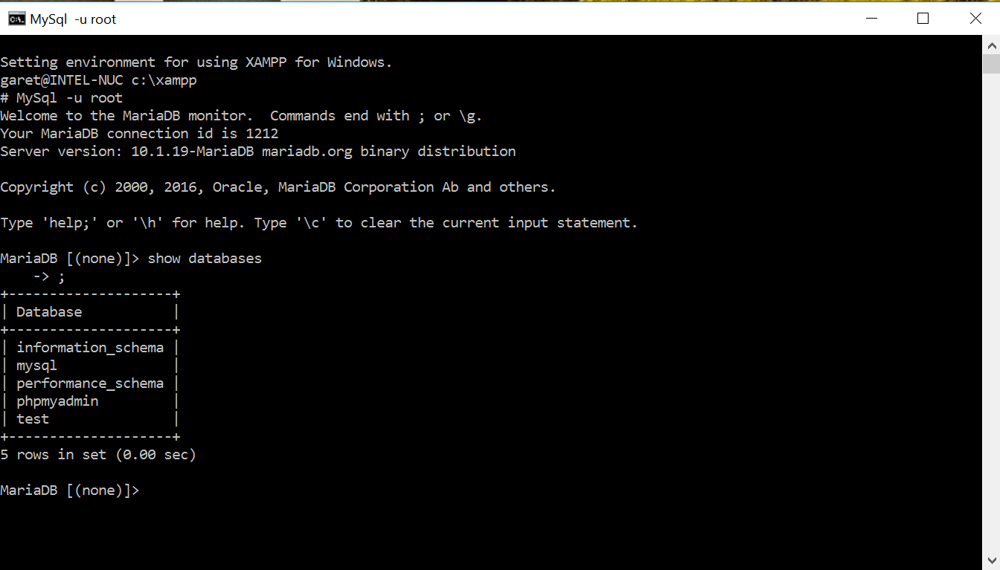 MySql  -u root
Setting environment for using XAMPP for Windows.
garet@INTEL-NUC c:\xampp
# MySql -u root
Welcome to the MariaDB monitor.  Commands end with ; or \g.
Your MariaDB connection id is 1212
Server version: 10.1.19-MariaDB mariadb.org binary distribution
Copyright (c) 2000, 2016, Oracle, MariaDB Corporation Ab and others.
Type 'help;' or '\h' for help. Type '\c' to clear the current input statement.
MariaDB [(none)]> show databases
    -> ;
+--------------------+
| Database           |
+--------------------+
| information_schema |
| mysql              |
| performance_schema |
| phpmyadmin         |
| test               |
+--------------------+
5 rows in set (0.00 sec)
MariaDB [(none)]>